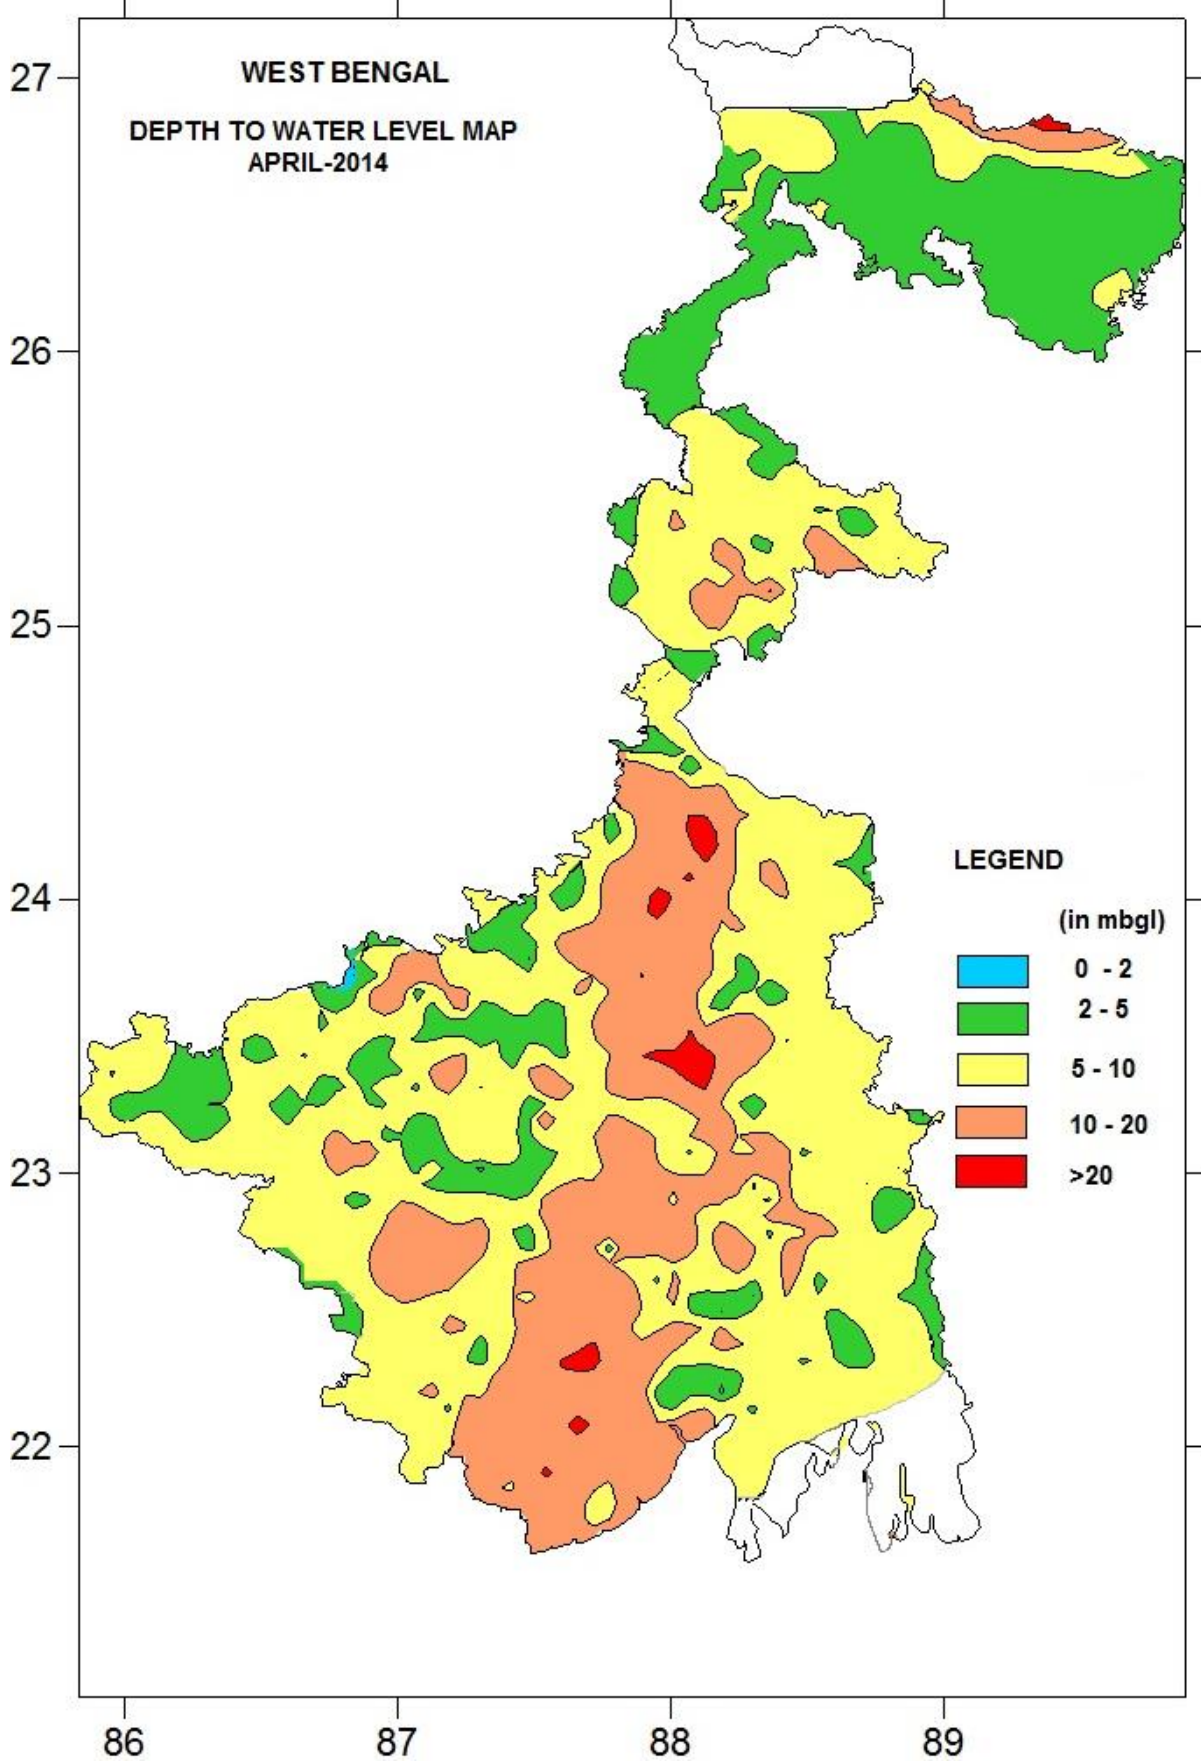 WEST BENGAL
DEPTH TO WATER LEVEL MAP
APRIL-2014
27
26
25
24
23
22
LEGEND
(in mbgl)
0 - 2
2 - 5
5 - 10
10 - 20
>20
86 87 88 89